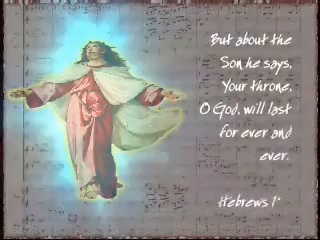 But about the
Son he says,
Your throne,
O God, will last
for ever and
ever.
Hebrews 1